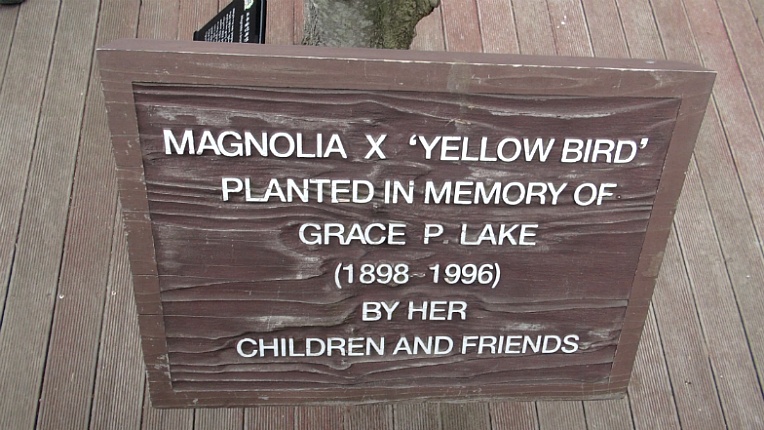 MAGNOLIA X ‘YELLOW BIRD’
PLANTED IN MEMORY OF
GRACE P. LAKE
(1898-1996)
BY HER
CHILDREN AND FRIENDS